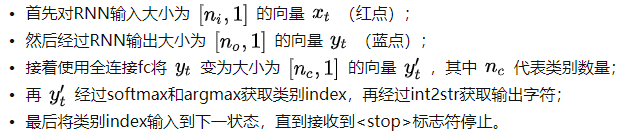 • 首先对RNN输入大小为 $[n_i, 1]$ 的向量 $x_t$ （红点）；
• 然后经过RNN输出大小为 $[n_o, 1]$ 的向量 $y_t$ （蓝点）；
• 接着使用全连接fc将 $y_t$ 变为大小为 $[n_c, 1]$ 的向量 $y_t'$ ，其中 $n_c$ 代表类别数量；
• 再 $y_t'$ 经过softmax和argmax获取类别index，再经过int2str获取输出字符；
• 最后将类别index输入到下一状态，直到接收到<stop>标志符停止。